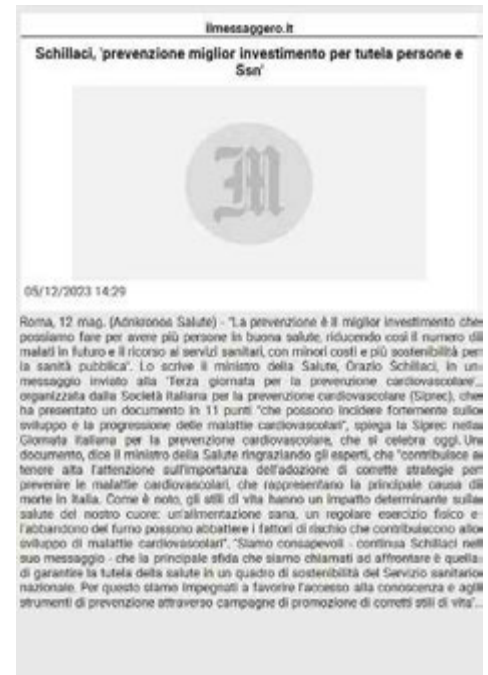 ilmessaggero.it
Schillaci, 'prevenzione miglior investimento per tutela persone e
Ssn'
M
05/12/2023 14:29
Roma, 12 mag. (Adnkronos Salute) - "La prevenzione è il miglior investimento che
possiamo fare per avere più persone in buona salute, riducendo così il numero di
malati in futuro e il ricorso ai servizi sanitari, con minori costi e più sostenibilità per
la sanità pubblica". Lo scrive il ministro della Salute, Orazio Schillaci, in un
messaggio inviato alla 'Terza giornata per la prevenzione cardiovascolare',
organizzata dalla Società italiana per la prevenzione cardiovascolare (Siprec), che
ha presentato un documento in 11 punti "che possono incidere fortemente sullo
sviluppo e la progressione delle malattie cardiovascolari", spiega la Siprec nella
Giornata italiana per la prevenzione cardiovascolare, che si celebra oggi. Un
documento, dice il ministro della Salute ringraziando gli esperti, che "contribuisce a
tenere alta l'attenzione sull'importanza dell'adozione di corrette strategie per
prevenire le malattie cardiovascolari, che rappresentano la principale causa di
morte in Italia. Come è noto, gli stili di vita hanno un impatto determinante sulla
salute del nostro cuore: un'alimentazione sana, un regolare esercizio fisico e
l'abbandono del fumo possono abbattere i fattori di rischio che contribuiscono allo
sviluppo di malattie cardiovascolari". "Siamo consapevoli - continua Schillaci nel
suo messaggio - che la principale sfida che siamo chiamati ad affrontare è quella
di garantire la tutela della salute in un quadro di sostenibilità del Servizio sanitario
nazionale. Per questo siamo impegnati a favorire l'accesso alla conoscenza e agli
strumenti di prevenzione attraverso campagne di promozione di corretti stili di vita".